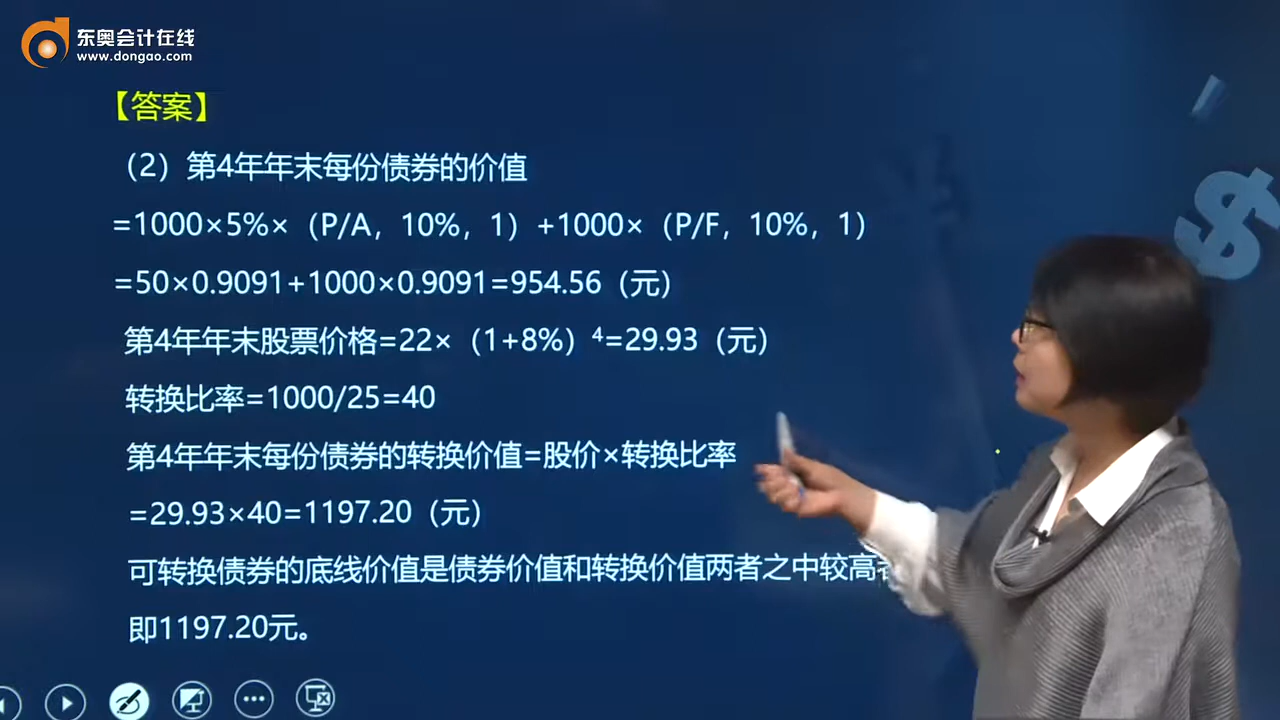 东奥会计在线
www.dongao.com
【答案】
（2）第4年年末每份债券的价值
=1000×5%×（P/A，10%，1）+1000×（P/F，10%，1）
=50×0.9091+1000×0.9091=954.56（元）
第4年年末股票价格=22×（1+8%）⁴=29.93（元）
转换比率=1000/25=40
第4年年末每份债券的转换价值=股价×转换比率
=29.93×40=1197.20（元）
可转换债券的底线价值是债券价值和转换价值两者之中较高
即1197.20元。